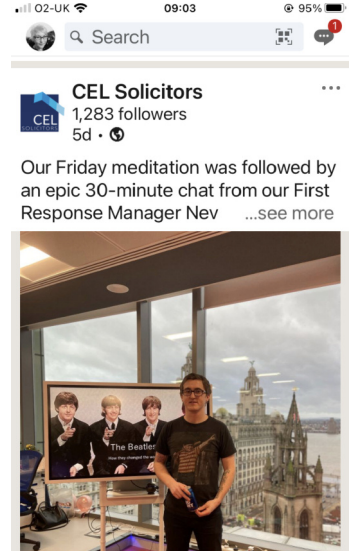 O2-UK
09:03
95%
Search
1
CEL Solicitors
1,283 followers
5d •
CEL
SOLICITORS
Our Friday meditation was followed by
an epic 30-minute chat from our First
Response Manager Nev ...see more
The Beatles
How they changed the